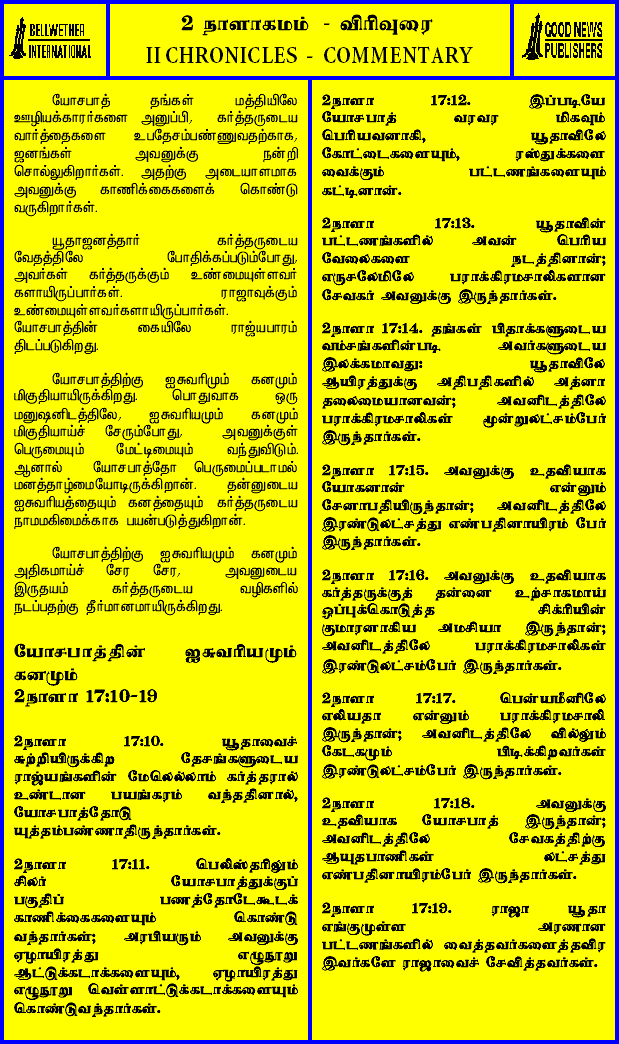 BELLWETHER
INTERNATIONAL
2 நாளாகமம் - விரிவுரை
II CHRONICLES - COMMENTARY
GOOD NEWS
PUBLISHERS
யோசபாத் தங்கள் மத்தியிலே
ஊழியக்காரர்களை அனுப்பி, கர்த்தருடைய
வார்த்தைகளை உபதேசம்பண்ணுவதற்காக,
ஜனங்கள் அவனுக்கு நன்றி
சொல்லுகிறார்கள். அதற்கு அடையாளமாக
அவனுக்கு காணிக்கைகளைக் கொண்டு
வருகிறார்கள்.
யூதாஜனத்தார் கர்த்தருடைய
வேதத்திலே போதிக்கப்படும்போது,
அவர்கள் கர்த்தருக்கும் உண்மையுள்ளவர்
களாயிருப்பார்கள். ராஜாவுக்கும்
உண்மையுள்ளவர்களாயிருப்பார்கள்.
யோசபாத்தின் கையிலே ராஜ்யபாரம்
திடப்படுகிறது.
யோசபாத்திற்கு ஐசுவரிமும் கனமும்
மிகுதியாயிருக்கிறது. பொதுவாக ஒரு
மனுஷனிடத்திலே, ஐசுவரியமும் கனமும்
மிகுதியாய்ச் சேரும்போது, அவனுக்குள்
பெருமையும் மேட்டிமையும் வந்துவிடும்.
ஆனால் யோசபாத்தோ பெருமைப்படாமல்
மனத்தாழ்மையோடிருக்கிறான். தன்னுடைய
ஐசுவரியத்தையும் கனத்தையும் கர்த்தருடைய
நாமமகிமைக்காக பயன்படுத்துகிறான்.
யோசபாத்திற்கு ஐசுவரியமும் கனமும்
அதிகமாய்ச் சேர சேர, அவனுடைய
இருதயம் கர்த்தருடைய வழிகளில்
நடப்பதற்கு தீர்மானமாயிருக்கிறது.
யோசபாத்தின் ஐசுவரியமும்
கனமும்
2நாளா 17:10-19
2நாளா 17:10. யூதாவைச்
சுற்றியிருக்கிற தேசங்களுடைய
ராஜ்யங்களின் மேலெல்லாம் கர்த்தரால்
உண்டான பயங்கரம் வந்ததினால்,
யோசபாத்தோடு
யுத்தம்பண்ணாதிருந்தார்கள்.
2நாளா 17:11. பெலிஸ்தரிலும்
சிலர் யோசபாத்துக்குப்
பகுதிப் பணத்தோடேகூடக்
காணிக்கைகளையும் கொண்டு
வந்தார்கள்; அரபியரும் அவனுக்கு
ஏழாயிரத்து எழுநூறு
ஆட்டுக்கடாக்களையும், ஏழாயிரத்து
எழுநூறு வெள்ளாட்டுக்கடாக்களையும்
கொண்டுவந்தார்கள்.
2நாளா 17:12. இப்படியே
யோசபாத் வரவர மிகவும்
பெரியவனாகி, யூதாவிலே
கோட்டைகளையும், ரஸ்துக்களை
வைக்கும் பட்டணங்களையும்
கட்டினான்.
2நாளா 17:13. யூதாவின்
பட்டணங்களில் அவன் பெரிய
வேலைகளை நடத்தினான்;
எருசலேமிலே பராக்கிரமசாலிகளான
சேவகர் அவனுக்கு இருந்தார்கள்.
2நாளா 17:14. தங்கள் பிதாக்களுடைய
வம்சங்களின்படி அவர்களுடைய
இலக்கமாவது: யூதாவிலே
ஆயிரத்துக்கு அதிபதிகளில் அத்னா
தலைமையானவன்; அவனிடத்திலே
பராக்கிரமசாலிகள் மூன்றுலட்சம்பேர்
இருந்தார்கள்.
2நாளா 17:15. அவனுக்கு உதவியாக
யோகனான் என்னும்
சேனாபதியிருந்தான்; அவனிடத்திலே
இரண்டுலட்சத்து எண்பதினாயிரம் பேர்
இருந்தார்கள்.
2நாளா 17:16. அவனுக்கு உதவியாக
கர்த்தருக்குத் தன்னை உற்சாகமாய்
ஒப்புக்கொடுத்த சிக்ரியின்
குமாரனாகிய அமசியா இருந்தான்;
அவனிடத்திலே பராக்கிரமசாலிகள்
இரண்டுலட்சம்பேர் இருந்தார்கள்.
2நாளா 17:17. பென்யமீனிலே
எலியதா என்னும் பராக்கிரமசாலி
இருந்தான்; அவனிடத்திலே வில்லும்
கேடகமும் பிடிக்கிறவர்கள்
இரண்டுலட்சம்பேர் இருந்தார்கள்.
2நாளா 17:18. அவனுக்கு
உதவியாக யோசபாத் இருந்தான்;
அவனிடத்திலே சேவகத்திற்கு
ஆயுதபாணிகள் லட்சத்து
எண்பதினாயிரம்பேர் இருந்தார்கள்.
2நாளா 17:19. ராஜா யூதா
எங்குமுள்ள அரணான
பட்டணங்களில் வைத்தவர்களைத்தவிர
இவர்களே ராஜாவைச் சேவித்தவர்கள்.